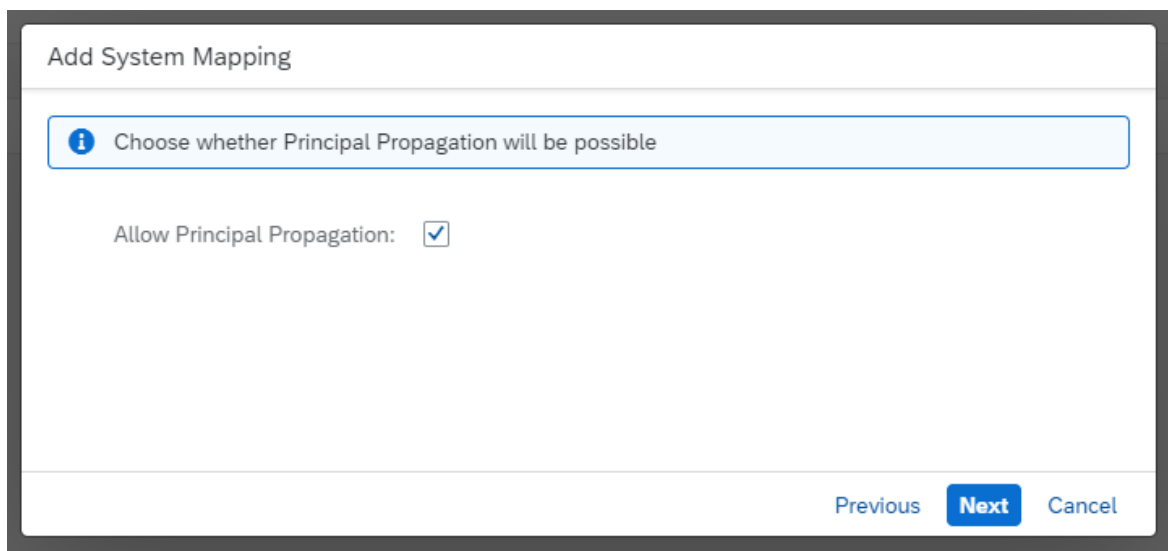 Add System Mapping
Choose whether Principal Propagation will be possible
Allow Principal Propagation:
Previous Next Cancel